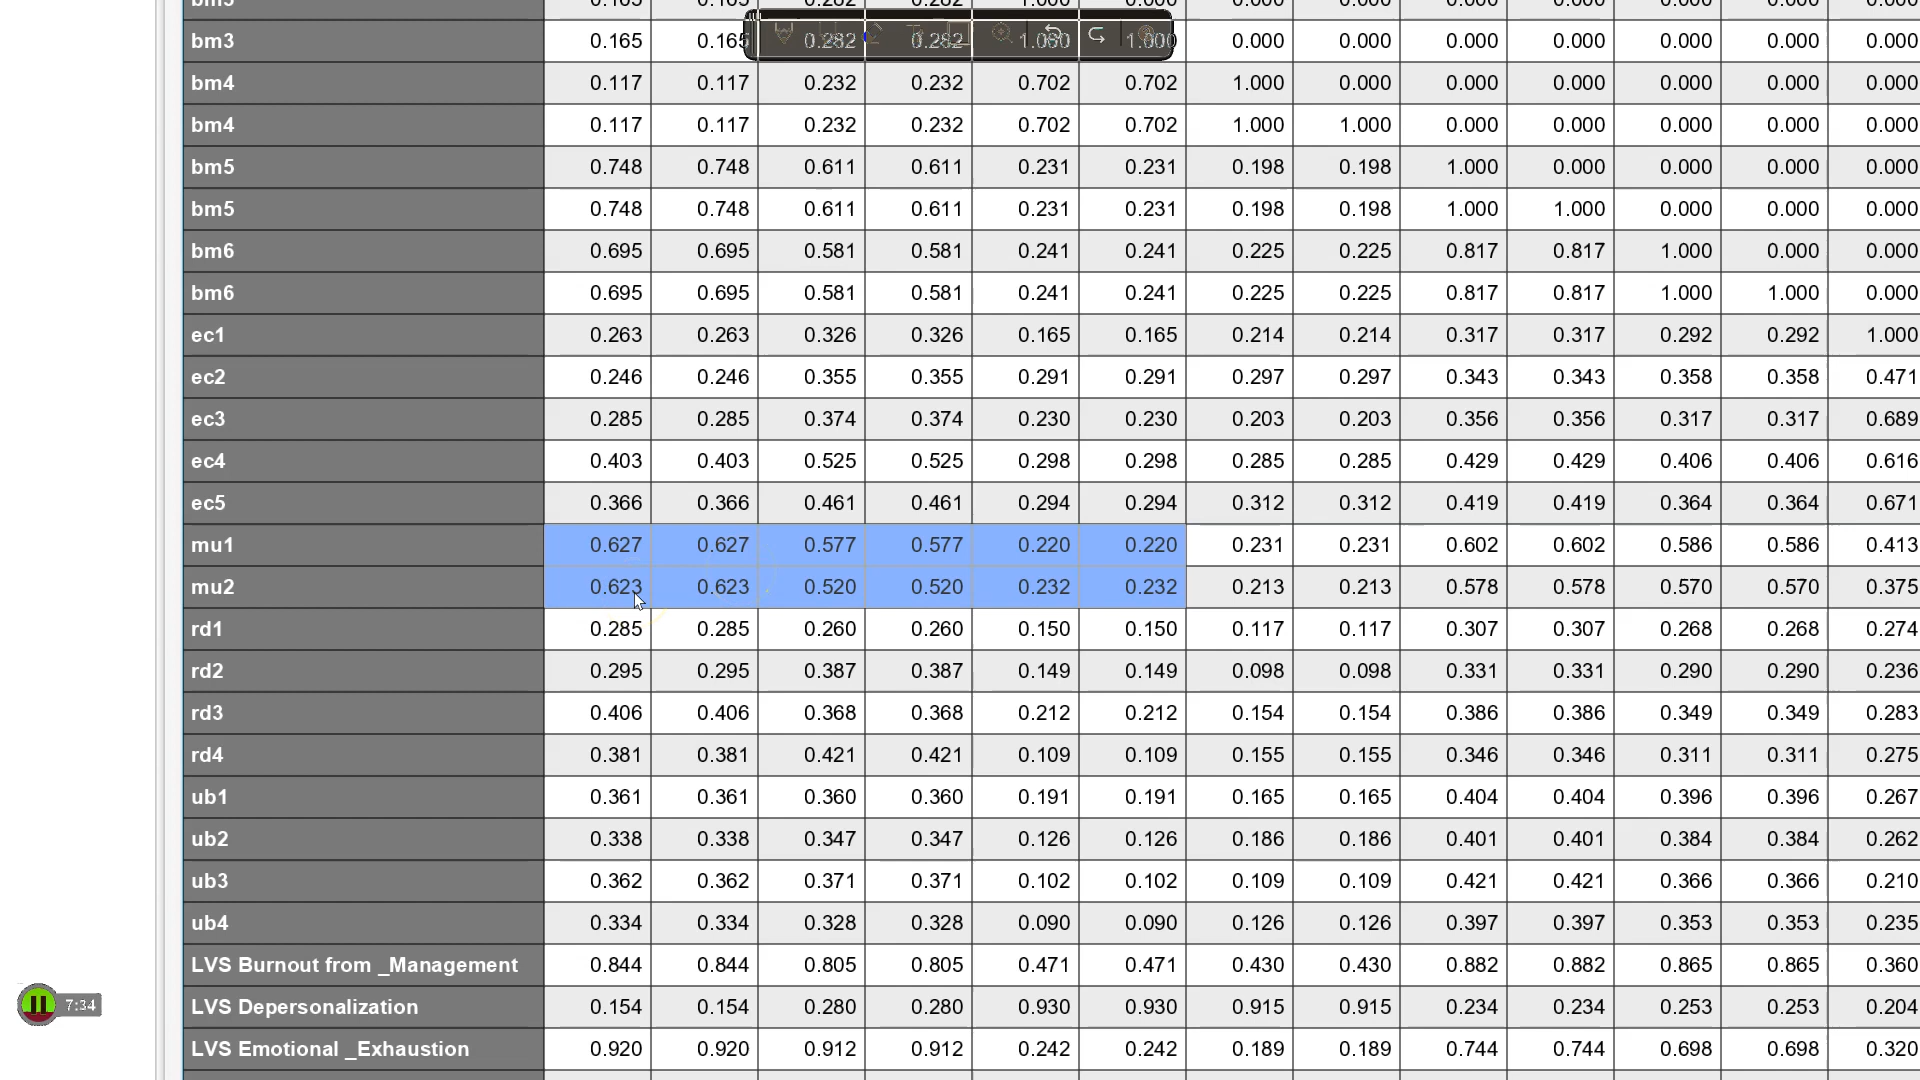 bm3 0.165 0.165 0.282 0.282 1.000 0.000 0.000 0.000 0.000 0.000 0.000 0.000
bm3 0.165 0.165 0.282 0.282 1.000 1.000 0.000 0.000 0.000 0.000 0.000 0.000 0.000
bm4 0.117 0.117 0.232 0.232 0.702 0.702 1.000 0.000 0.000 0.000 0.000 0.000 0.000
bm4 0.117 0.117 0.232 0.232 0.702 0.702 1.000 1.000 0.000 0.000 0.000 0.000 0.000
bm5 0.748 0.748 0.611 0.611 0.231 0.231 0.198 0.198 1.000 0.000 0.000 0.000 0.000
bm5 0.748 0.748 0.611 0.611 0.231 0.231 0.198 0.198 1.000 1.000 0.000 0.000 0.000
bm6 0.695 0.695 0.581 0.581 0.241 0.241 0.225 0.225 0.817 0.817 1.000 0.000 0.000
bm6 0.695 0.695 0.581 0.581 0.241 0.241 0.225 0.225 0.817 0.817 1.000 1.000 0.000
ec1 0.263 0.263 0.326 0.326 0.165 0.165 0.214 0.214 0.317 0.317 0.292 0.292 1.000
ec2 0.246 0.246 0.355 0.355 0.291 0.291 0.297 0.297 0.343 0.343 0.358 0.358 0.471
ec3 0.285 0.285 0.374 0.374 0.230 0.230 0.203 0.203 0.356 0.356 0.317 0.317 0.689
ec4 0.403 0.403 0.525 0.525 0.298 0.298 0.285 0.285 0.429 0.429 0.406 0.406 0.616
ec5 0.366 0.366 0.461 0.461 0.294 0.294 0.312 0.312 0.419 0.419 0.364 0.364 0.671
mu1 0.627 0.627 0.577 0.577 0.220 0.220 0.231 0.231 0.602 0.602 0.586 0.586 0.413
mu2 0.623 0.623 0.520 0.520 0.232 0.232 0.213 0.213 0.578 0.578 0.570 0.570 0.375
rd1 0.285 0.285 0.260 0.260 0.150 0.150 0.117 0.117 0.307 0.307 0.268 0.268 0.274
rd2 0.295 0.295 0.387 0.387 0.149 0.149 0.098 0.098 0.331 0.331 0.290 0.290 0.236
rd3 0.406 0.406 0.368 0.368 0.212 0.212 0.154 0.154 0.386 0.386 0.349 0.349 0.283
rd4 0.381 0.381 0.421 0.421 0.109 0.109 0.155 0.155 0.346 0.346 0.311 0.311 0.275
ub1 0.361 0.361 0.360 0.360 0.191 0.191 0.165 0.165 0.404 0.404 0.396 0.396 0.267
ub2 0.338 0.338 0.347 0.347 0.126 0.126 0.186 0.186 0.401 0.401 0.384 0.384 0.262
ub3 0.362 0.362 0.371 0.371 0.102 0.102 0.109 0.109 0.421 0.421 0.366 0.366 0.210
ub4 0.334 0.334 0.328 0.328 0.090 0.090 0.126 0.126 0.397 0.397 0.353 0.353 0.235
LVS Burnout from _Management 0.844 0.844 0.805 0.805 0.471 0.471 0.430 0.430 0.882 0.882 0.865 0.865 0.360
LVS Depersonalization 0.154 0.154 0.280 0.280 0.930 0.930 0.915 0.915 0.234 0.234 0.253 0.253 0.204
LVS Emotional _Exhaustion 0.920 0.920 0.912 0.912 0.242 0.242 0.189 0.189 0.744 0.744 0.698 0.698 0.320
7:34